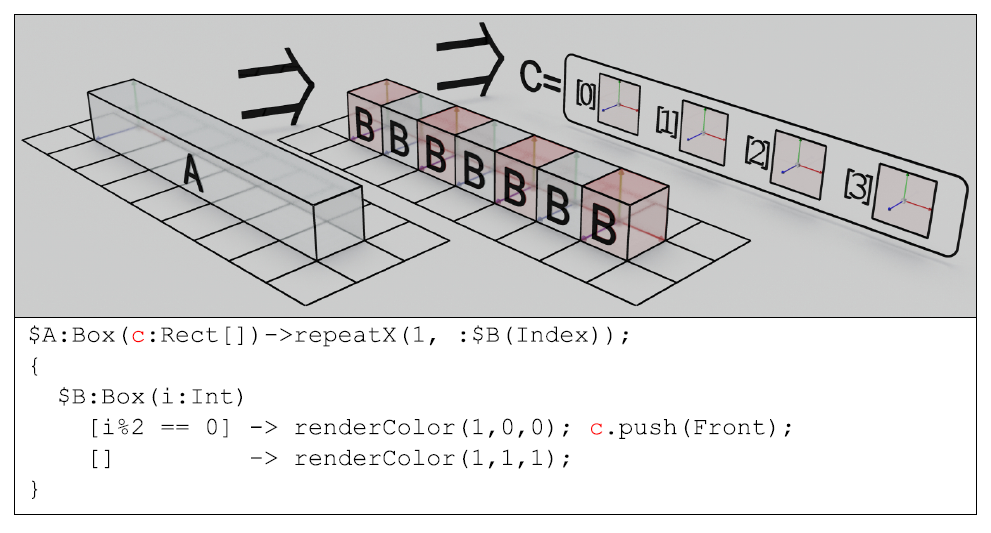 A
B B B B B B B
C= [0] [1] [2] [3]
$A:Box(c:Rect[])->repeatX(1, :$B(Index));
{
$B:Box(i:Int)
[i%2 == 0] -> renderColor(1,0,0); c.push(Front);
[] -> renderColor(1,1,1);
}